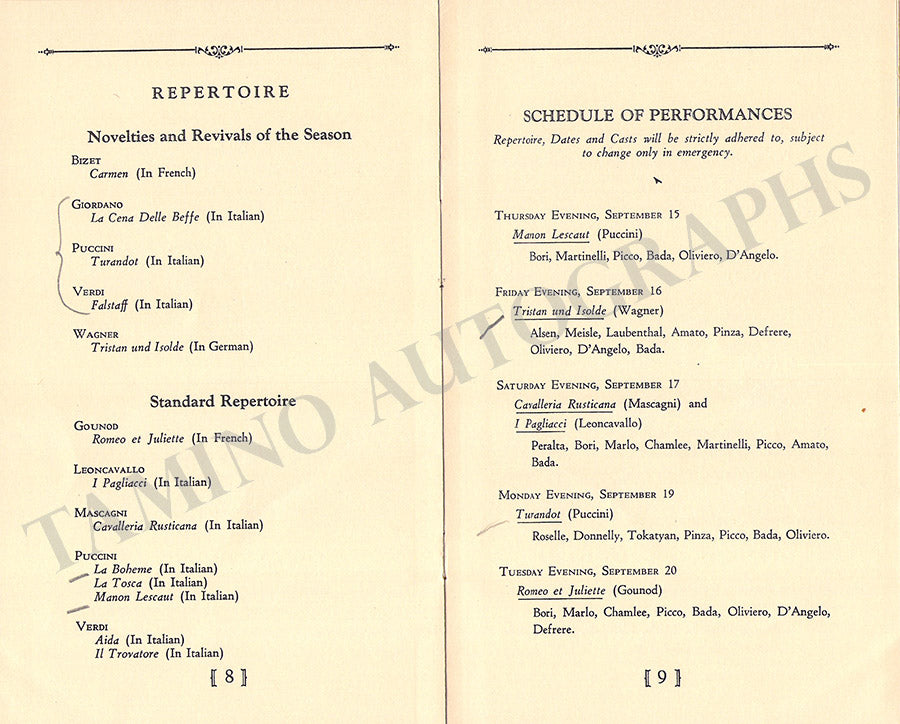 REPERTOIRE
Novelties and Revivals of the Season
BIZET
Carmen (In French)
GIORDANO
La Cena Delle Beffe (In Italian)
PUCCINI
Turandot (In Italian)
VERDI
Falstaff (In Italian)
WAGNER
Tristan und Isolde (In German)
Standard Repertoire
GOUNOD
Romeo et Juliette (In French)
LEONCAVALLO
I Pagliacci (In Italian)
MASCAGNI
Cavalleria Rusticana (In Italian)
PUCCINI
La Boheme (In Italian)
La Tosca (In Italian)
Manon Lescaut (In Italian)
VERDI
Aida (In Italian)
Il Trovatore (In Italian)
[ 8 ]
SCHEDULE OF PERFORMANCES
Repertoire, Dates and Casts will be strictly adhered to, subject
to change only in emergency.
THURSDAY EVENING, SEPTEMBER 15
Manon Lescaut (Puccini)
Bori, Martinelli, Picco, Bada, Oliviero, D'Angelo.
FRIDAY EVENING, SEPTEMBER 16
Tristan und Isolde (Wagner)
Alsen, Meisle, Laubenthal, Amato, Pinza, Defrere,
Oliviero, D'Angelo, Bada.
SATURDAY EVENING, SEPTEMBER 17
Cavalleria Rusticana (Mascagni) and
I Pagliacci (Leoncavallo)
Peralta, Bori, Marlo, Chamlee, Martinelli, Picco, Amato,
Bada.
MONDAY EVENING, SEPTEMBER 19
Turandot (Puccini)
Roselle, Donnelly, Tokatyan, Pinza, Picco, Bada, Oliviero.
TUESDAY EVENING, SEPTEMBER 20
Romeo et Juliette (Gounod)
Bori, Marlo, Chamlee, Picco, Bada, Oliviero, D'Angelo,
Defrere.
[ 9 ]
TAMINO AUTOGRAPHS